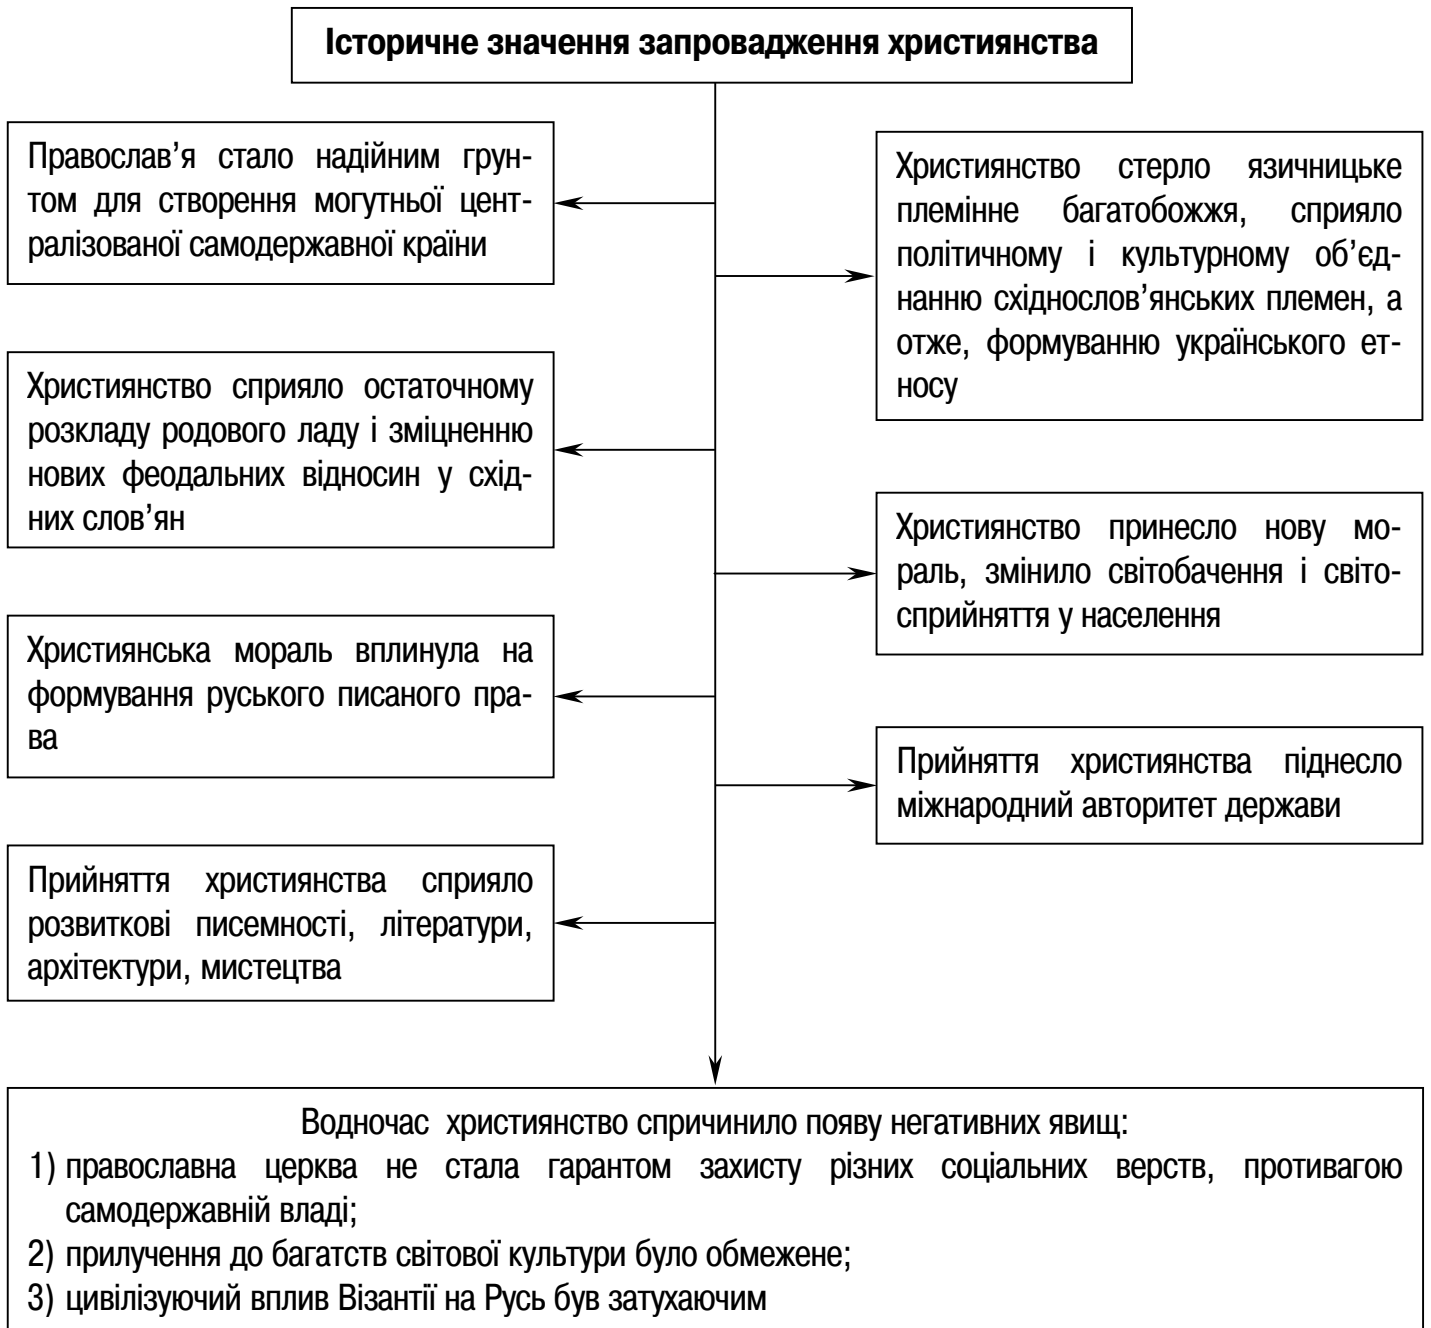 Історичне значення запровадження християнства
Православ’я стало надійним грун-
том для створення могутньої цент-
ралізованої самодержавної країни
Християнство стерло язичницьке
племінне багатобожжя, сприяло
політичному і культурному об’єд-
нанню східнослов’янських племен, а
отже, формуванню українського ет-
носу
Християнство сприяло остаточному
розкладу родового ладу і зміцненню
нових феодальних відносин у схід-
них слов’ян
Християнство принесло нову мо-
раль, змінило світобачення і світо-
сприйняття у населення
Християнська мораль вплинула на
формування руського писаного пра-
ва
Прийняття християнства піднесло
міжнародний авторитет держави
Прийняття християнства сприяло
розвиткові писемності, літератури,
архітектури, мистецтва
Водночас християнство спричинило появу негативних явищ:
1) православна церква не стала гарантом захисту різних соціальних верств, противагою
самодержавній владі;
2) прилучення до багатств світової культури було обмежене;
3) цивілізуючий вплив Візантії на Русь був затухаючим